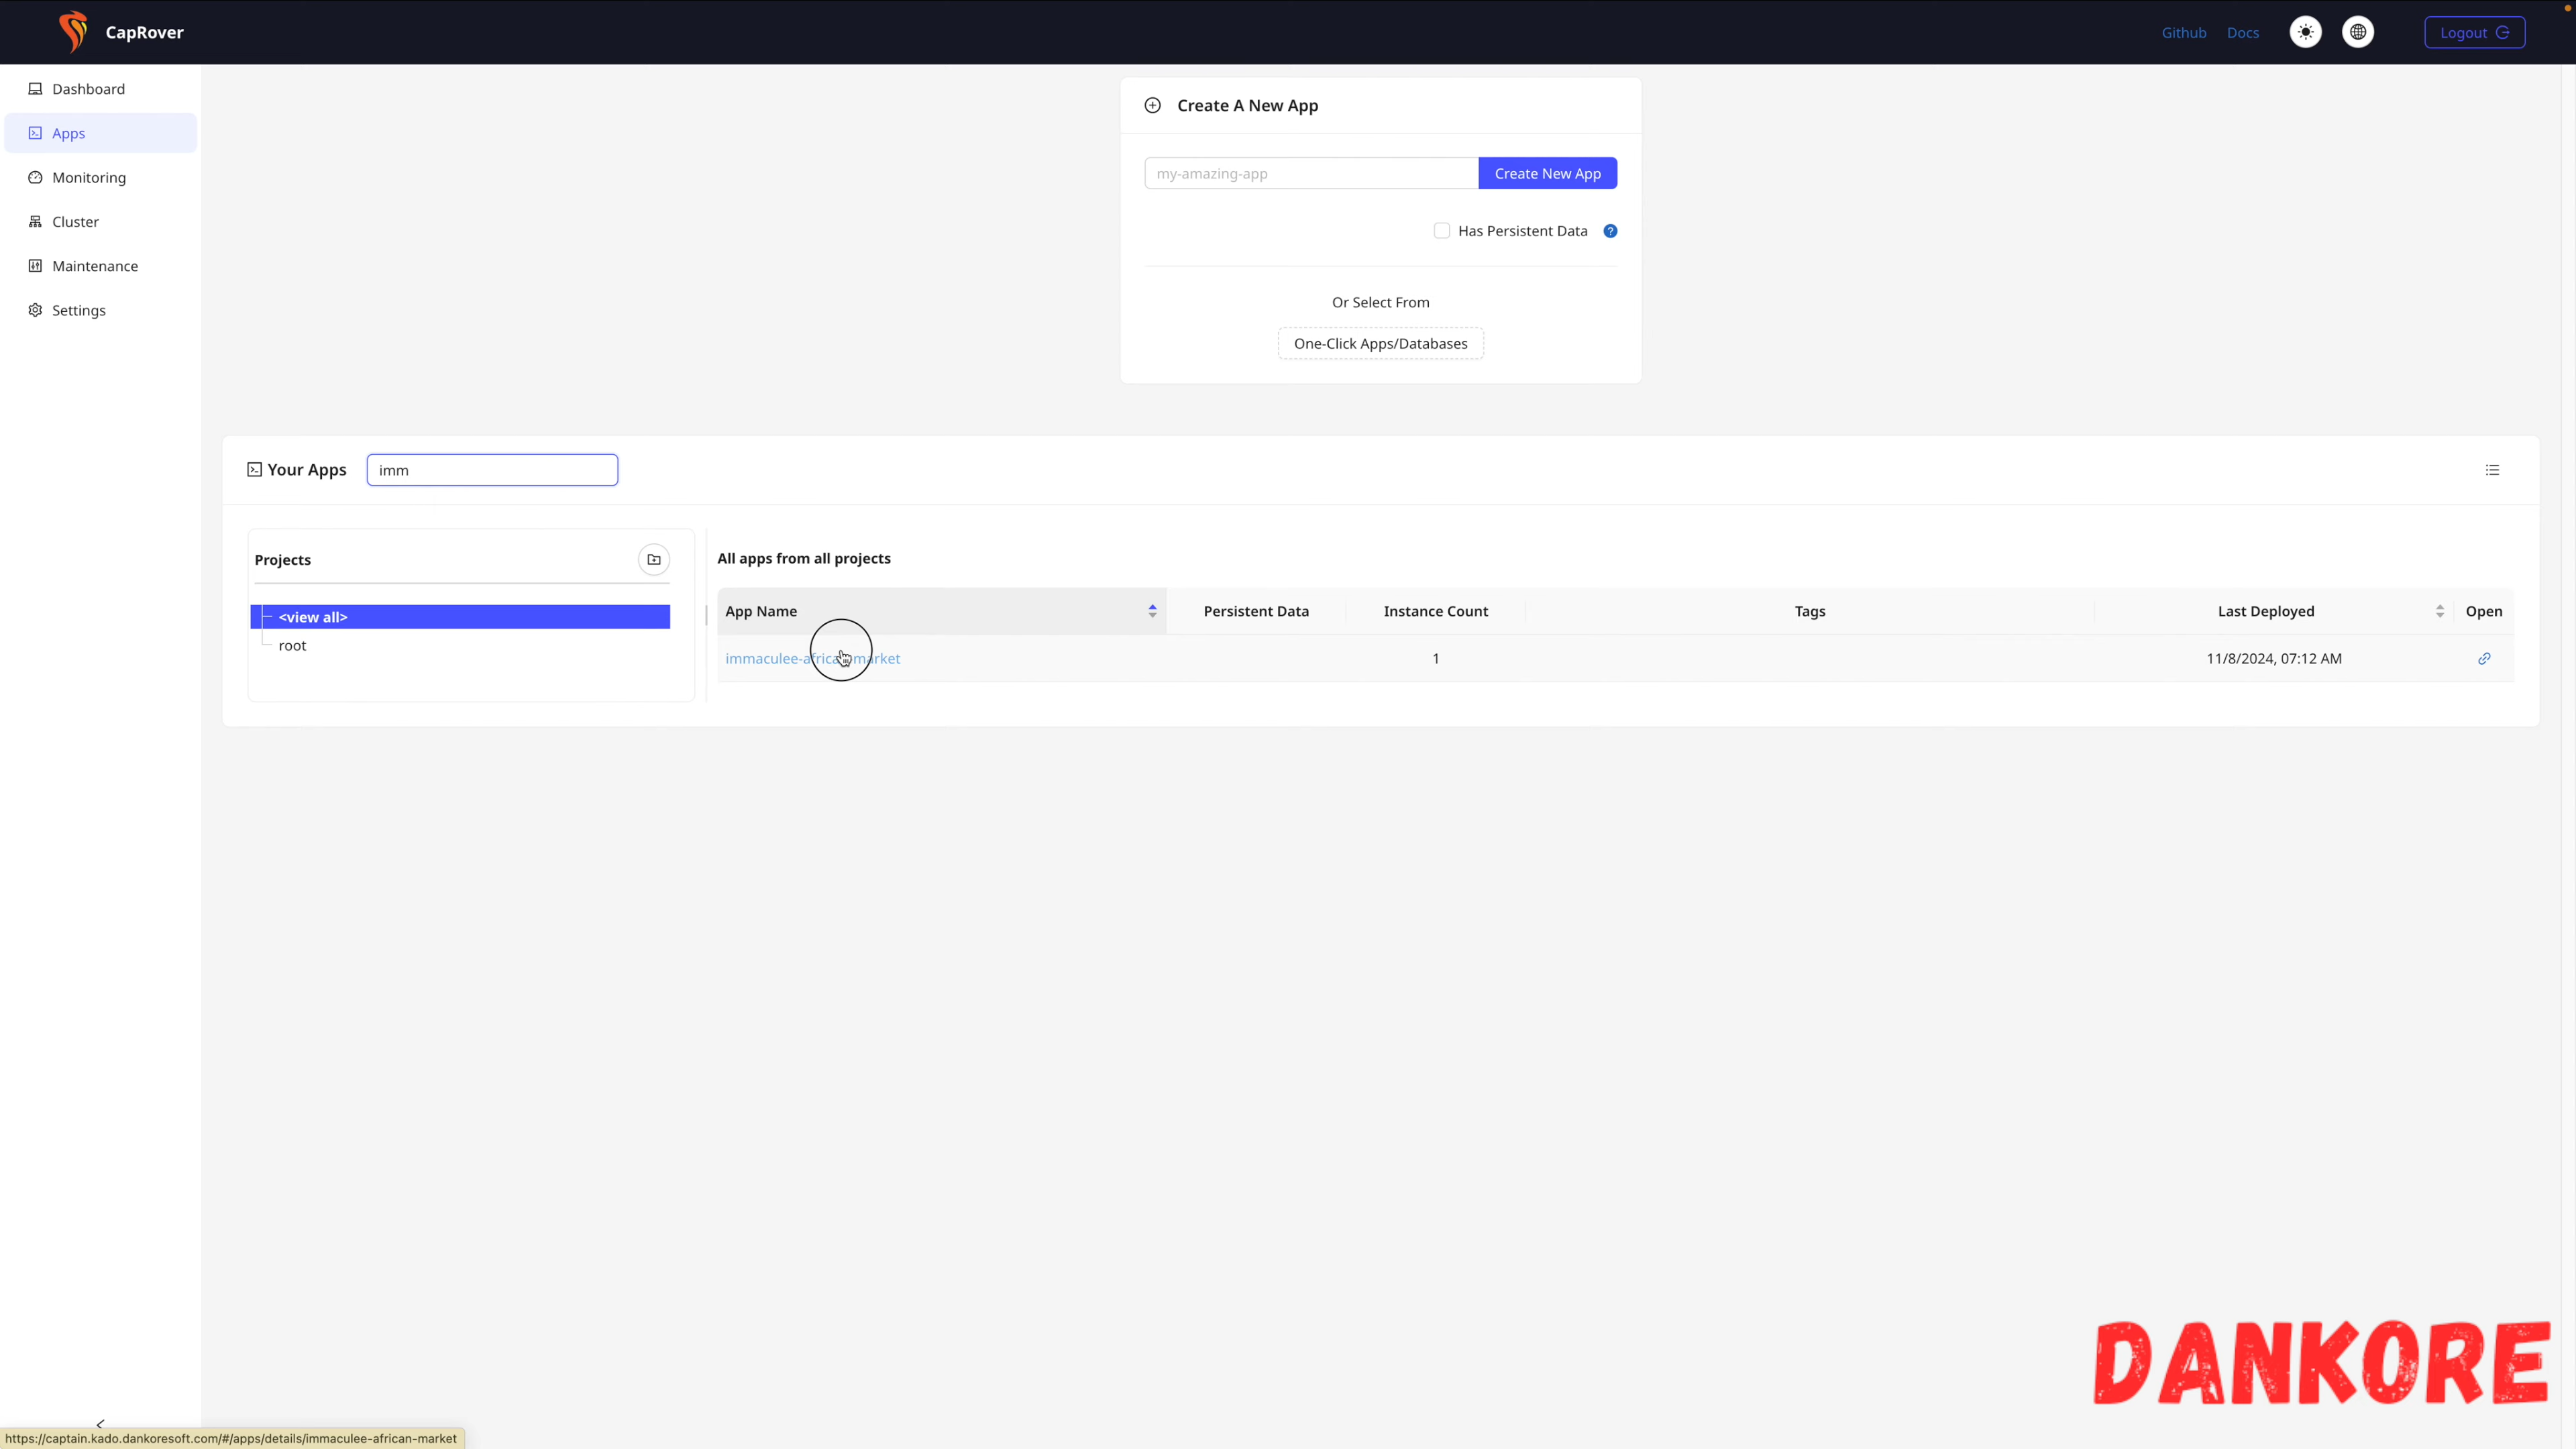 CapRover
Github
Docs
Logout
Dashboard
Apps
Monitoring
Cluster
Maintenance
Settings
Create A New App
my-amazing-app
Create New App
Has Persistent Data
?
Or Select From
One-Click Apps/Databases
Your Apps
imm
Projects
<view all>
root
All apps from all projects
App Name
Persistent Data
Instance Count
Tags
Last Deployed
Open
immaculee-african-market
1
11/8/2024, 07:12 AM
DANKORE
https://captain.kado.dankoresoft.com/#/apps/details/immaculee-african-market